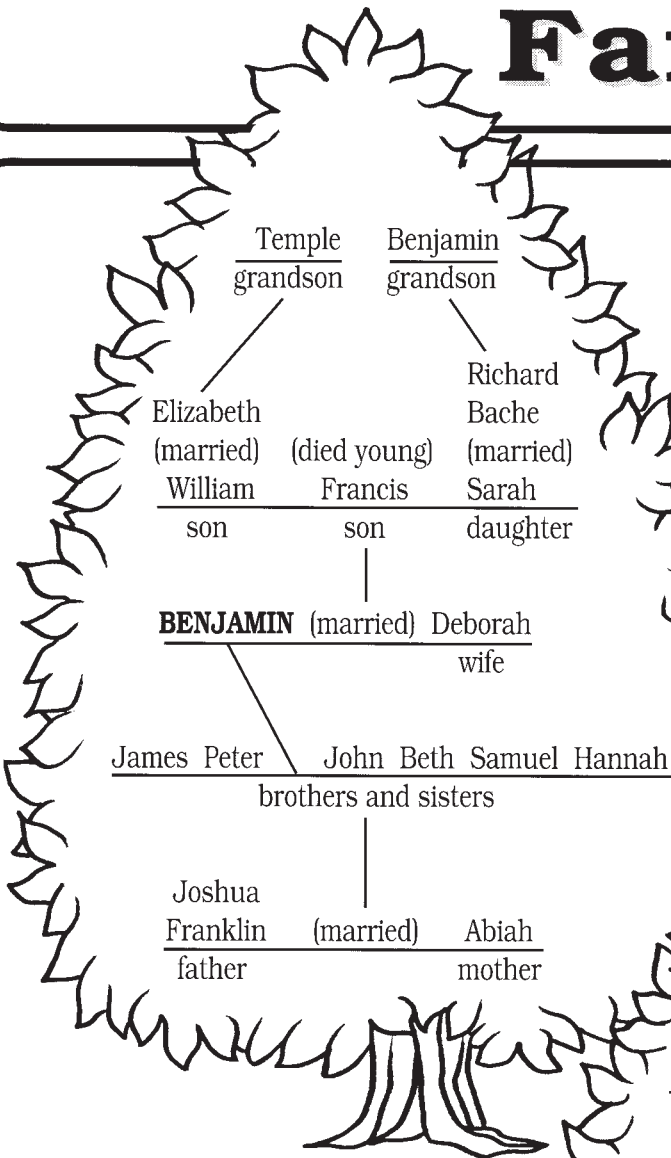 Temple Benjamin
grandson grandson
Richard
Elizabeth Bache
(married) (died young) (married)
William Francis Sarah
son son daughter
BENJAMIN (married) Deborah
wife
James Peter John Beth Samuel Hannah
brothers and sisters
Joshua
Franklin (married) Abiah
father mother